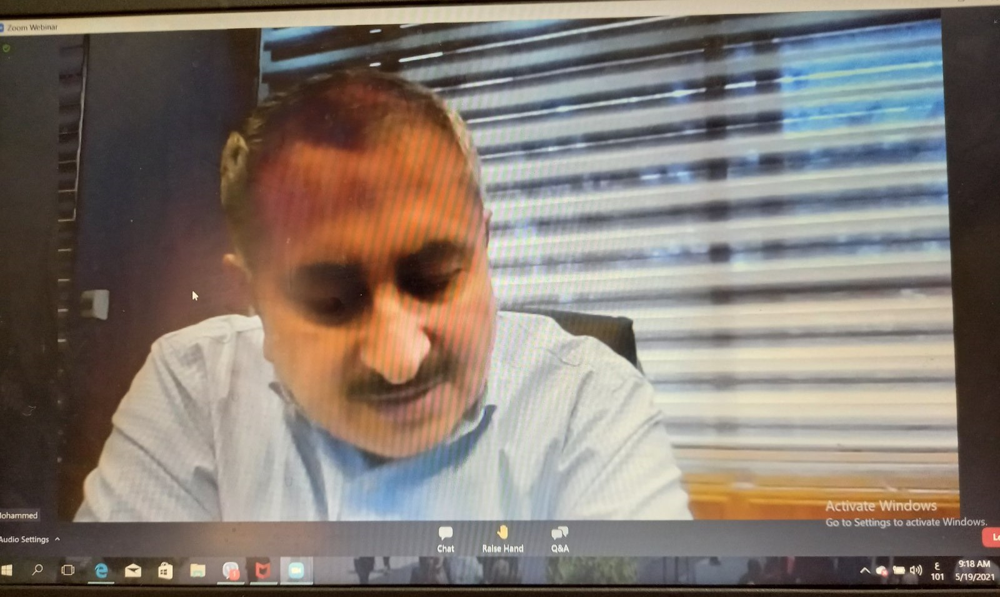 Zoom Webinar
ohammed
Activate Windows
Go to Settings to activate Windows.
Audio Settings
Chat
Raise Hand
Q&A
ع
101
9:18 AM
5/19/2021